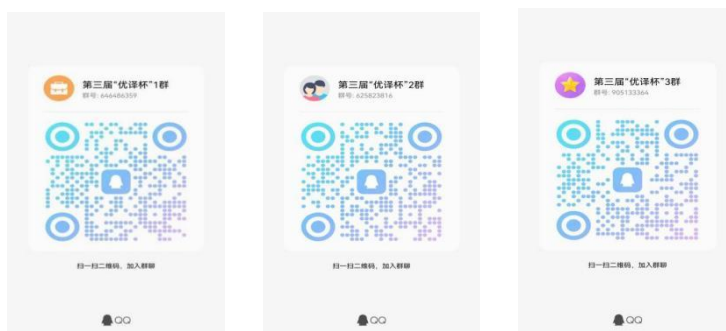 第三届“优译杯”1群
群号: 646486359
扫一扫二维码，加入群聊
QQ
第三届“优译杯”2群
群号: 625823816
扫一扫二维码，加入群聊
QQ
第三届“优译杯”3群
群号: 905133364
扫一扫二维码，加入群聊
QQ